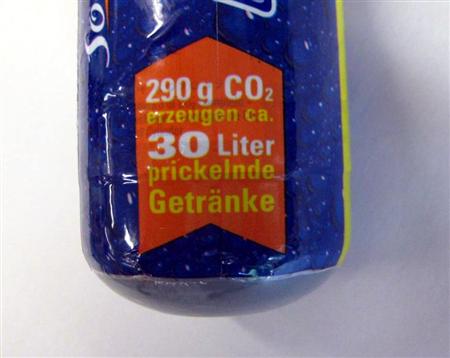 290 g CO₂
erzeugen ca.
30 Liter
prickelnde
Getränke